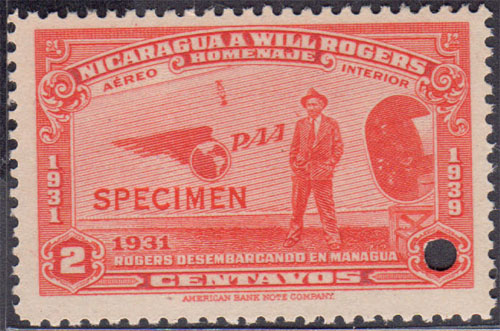 NICARAGUA A WILL ROGERS
HOMENAJE
AÉREO INTERIOR
PAA
1931
1939
SPECIMEN
1931
ROGERS DESEMBARCANDO EN MANAGUA
2 CENTAVOS
AMERICAN BANK NOTE COMPANY.